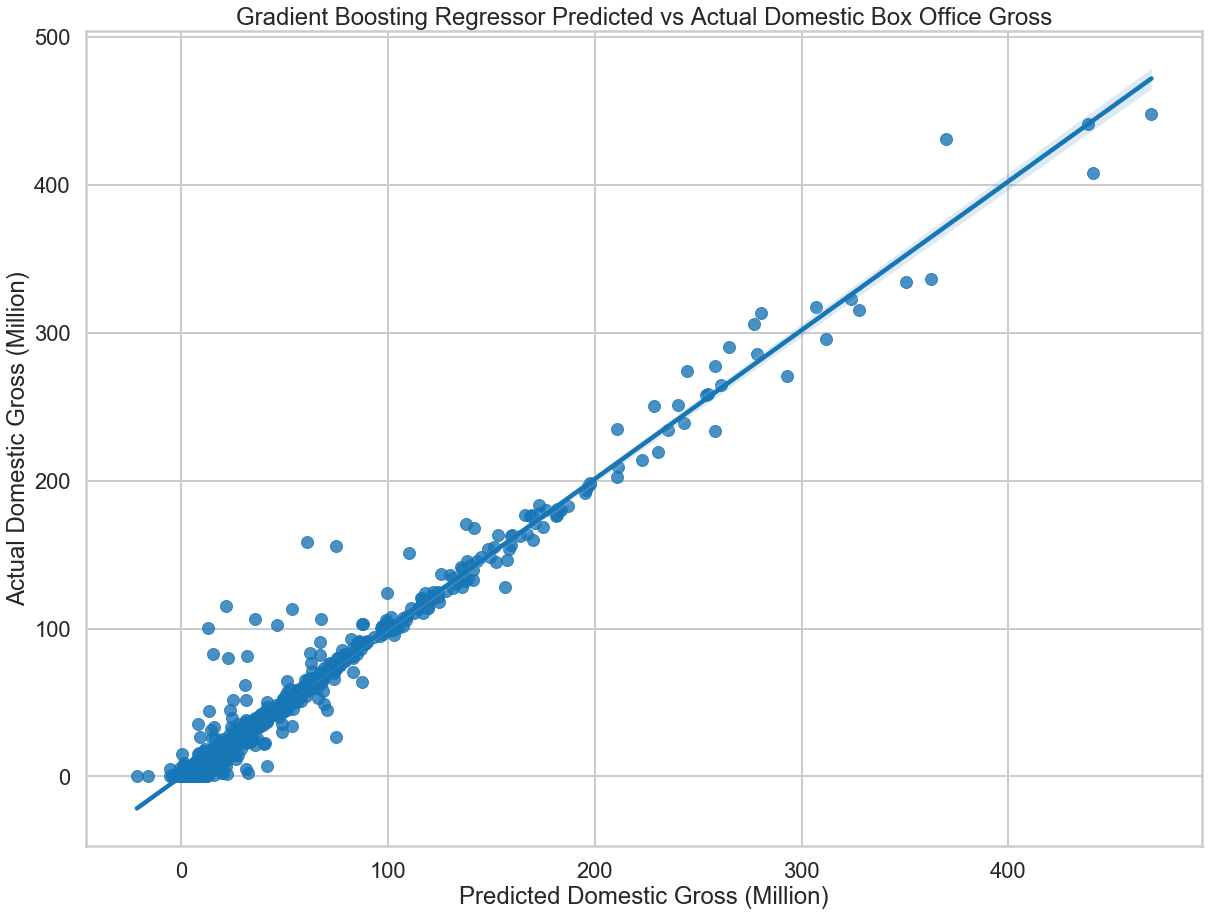 Gradient Boosting Regressor Predicted vs Actual Domestic Box Office Gross
500
400
300
200
100
0
Actual Domestic Gross (Million)
0 100 200 300 400
Predicted Domestic Gross (Million)